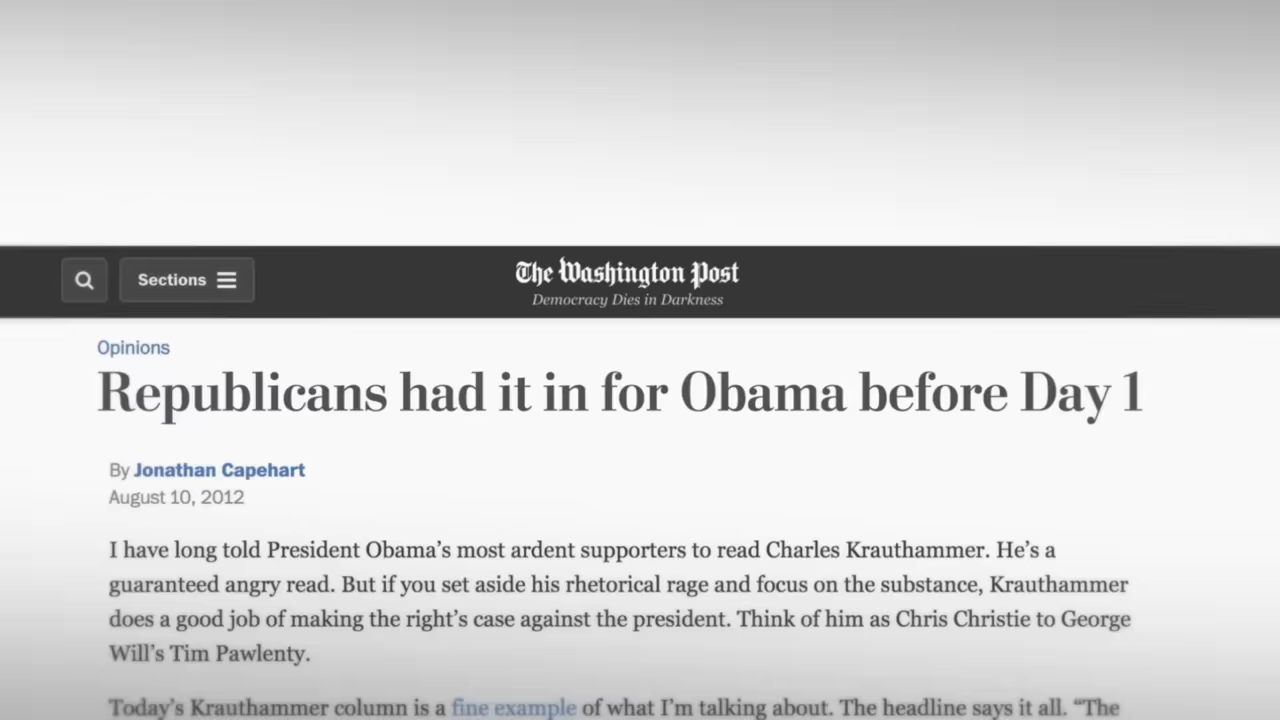 Sections
The Washington Post
Democracy Dies in Darkness
Opinions
Republicans had it in for Obama before Day 1
By Jonathan Capehart
August 10, 2012
I have long told President Obama’s most ardent supporters to read Charles Krauthammer. He’s a
guaranteed angry read. But if you set aside his rhetorical rage and focus on the substance, Krauthammer
does a good job of making the right’s case against the president. Think of him as Chris Christie to George
Will’s Tim Pawlenty.
Today’s Krauthammer column is a fine example of what I’m talking about. The headline says it all. “The